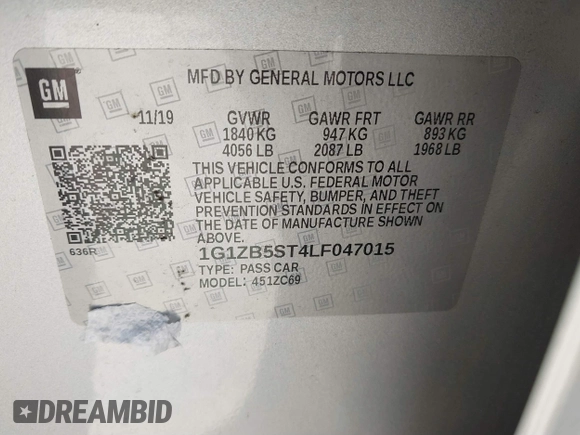 GM
MFD BY GENERAL MOTORS LLC
11/19 GVWR GAWR FRT GAWR RR
1840 KG 947 KG 893 KG
4056 LB 2087 LB 1968 LB
THIS VEHICLE CONFORMS TO ALL
APPLICABLE U.S. FEDERAL MOTOR
VEHICLE SAFETY, BUMPER, AND THEFT
PREVENTION STANDARDS IN EFFECT ON
THE DATE OF MANUFACTURE SHOWN
ABOVE.
636R
1G1ZB5ST4LF047015
TYPE: PASS CAR
MODEL: 451ZC69
DREAMBID